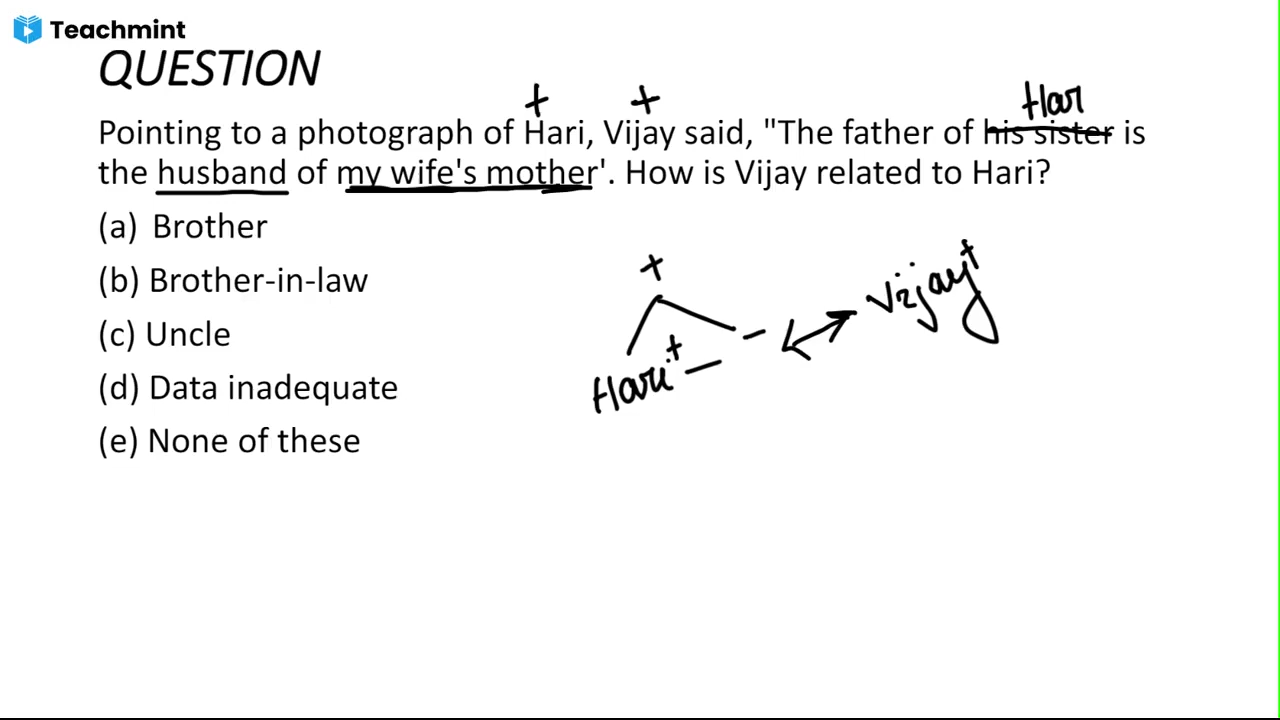 Teachmint
QUESTION
+ +
Hari
Pointing to a photograph of Hari, Vijay said, "The father of his sister is
the husband of my wife's mother'. How is Vijay related to Hari?
(a) Brother
(b) Brother-in-law
(c) Uncle
(d) Data inadequate
(e) None of these
+
Vijay+
-
Hari+ —